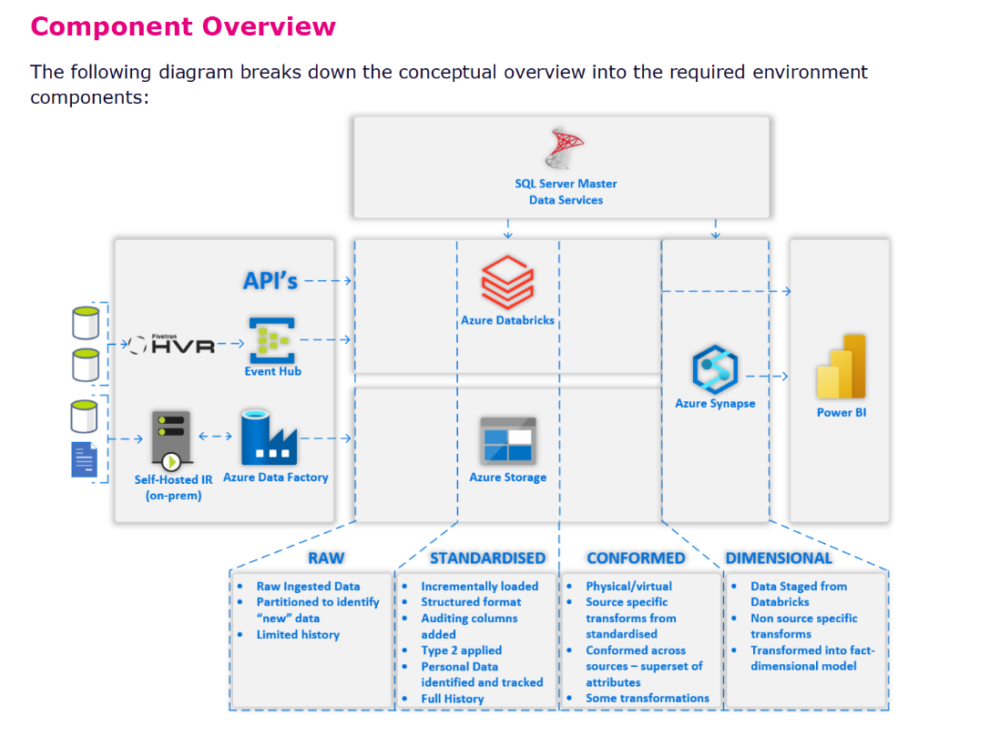 Component Overview
The following diagram breaks down the conceptual overview into the required environment
components:
SQL Server Master
Data Services
API's
Azure Databricks
Fivetran
HVR
Event Hub
Azure Synapse
Power BI
Self-Hosted IR
(on-prem)
Azure Data Factory
Azure Storage
RAW
• Raw Ingested Data
• Partitioned to identify
“new” data
• Limited history
STANDARDISED
• Incrementally loaded
• Structured format
• Auditing columns
added
• Type 2 applied
• Personal Data
identified and tracked
• Full History
CONFORMED
• Physical/virtual
• Source specific
transforms from
standardised
• Conformed across
sources – superset of
attributes
• Some transformations
DIMENSIONAL
• Data Staged from
Databricks
• Non source specific
transforms
• Transformed into fact-
dimensional model